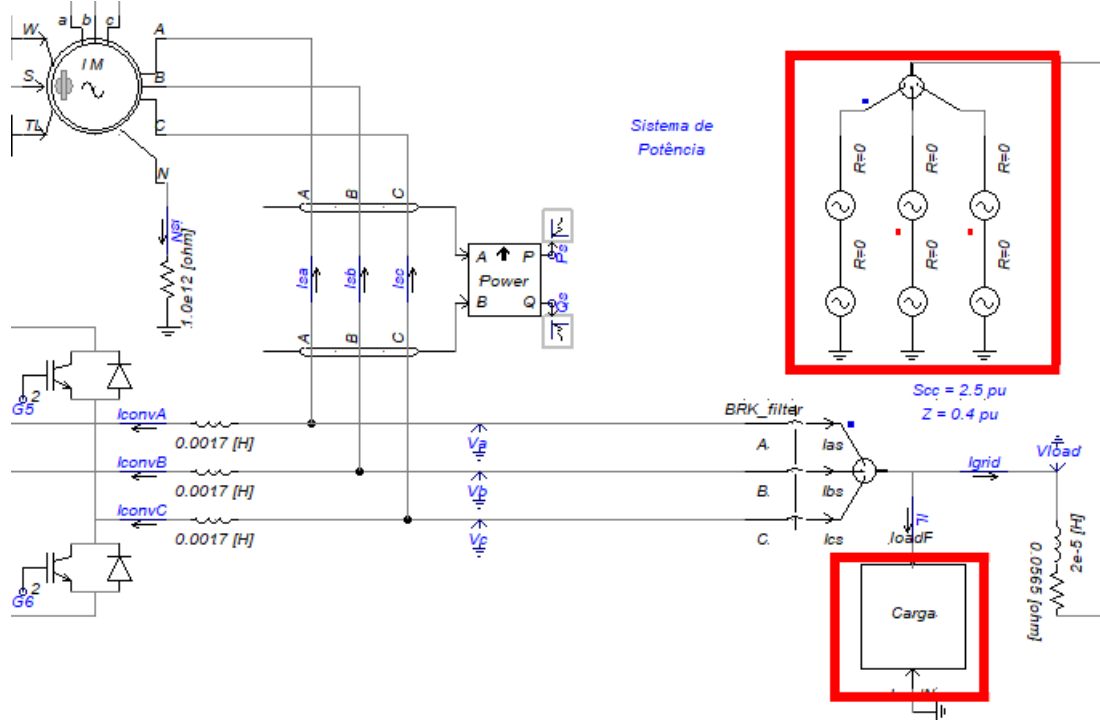 a b c
W
A
I M
S
B
TL
C
N
Nsi
1.0e12 [ohm]
A
B
C
Isa
Isb
Isc
A
B
C
A
P
Power
B
Q
Ps
Qs
Sistema de
Potência
R=0
R=0
R=0
R=0
R=0
R=0
Scc = 2.5 pu
Z = 0.4 pu
2
G5
IconvA
0.0017 [H]
IconvB
0.0017 [H]
IconvC
0.0017 [H]
2
G6
Va
Vb
Vc
BRK_filter
A
Ias
B
Ibs
C
Ics
Igrid
Vload
IL
loadF
Carga
2e-5 [H]
0.0565 [ohm]